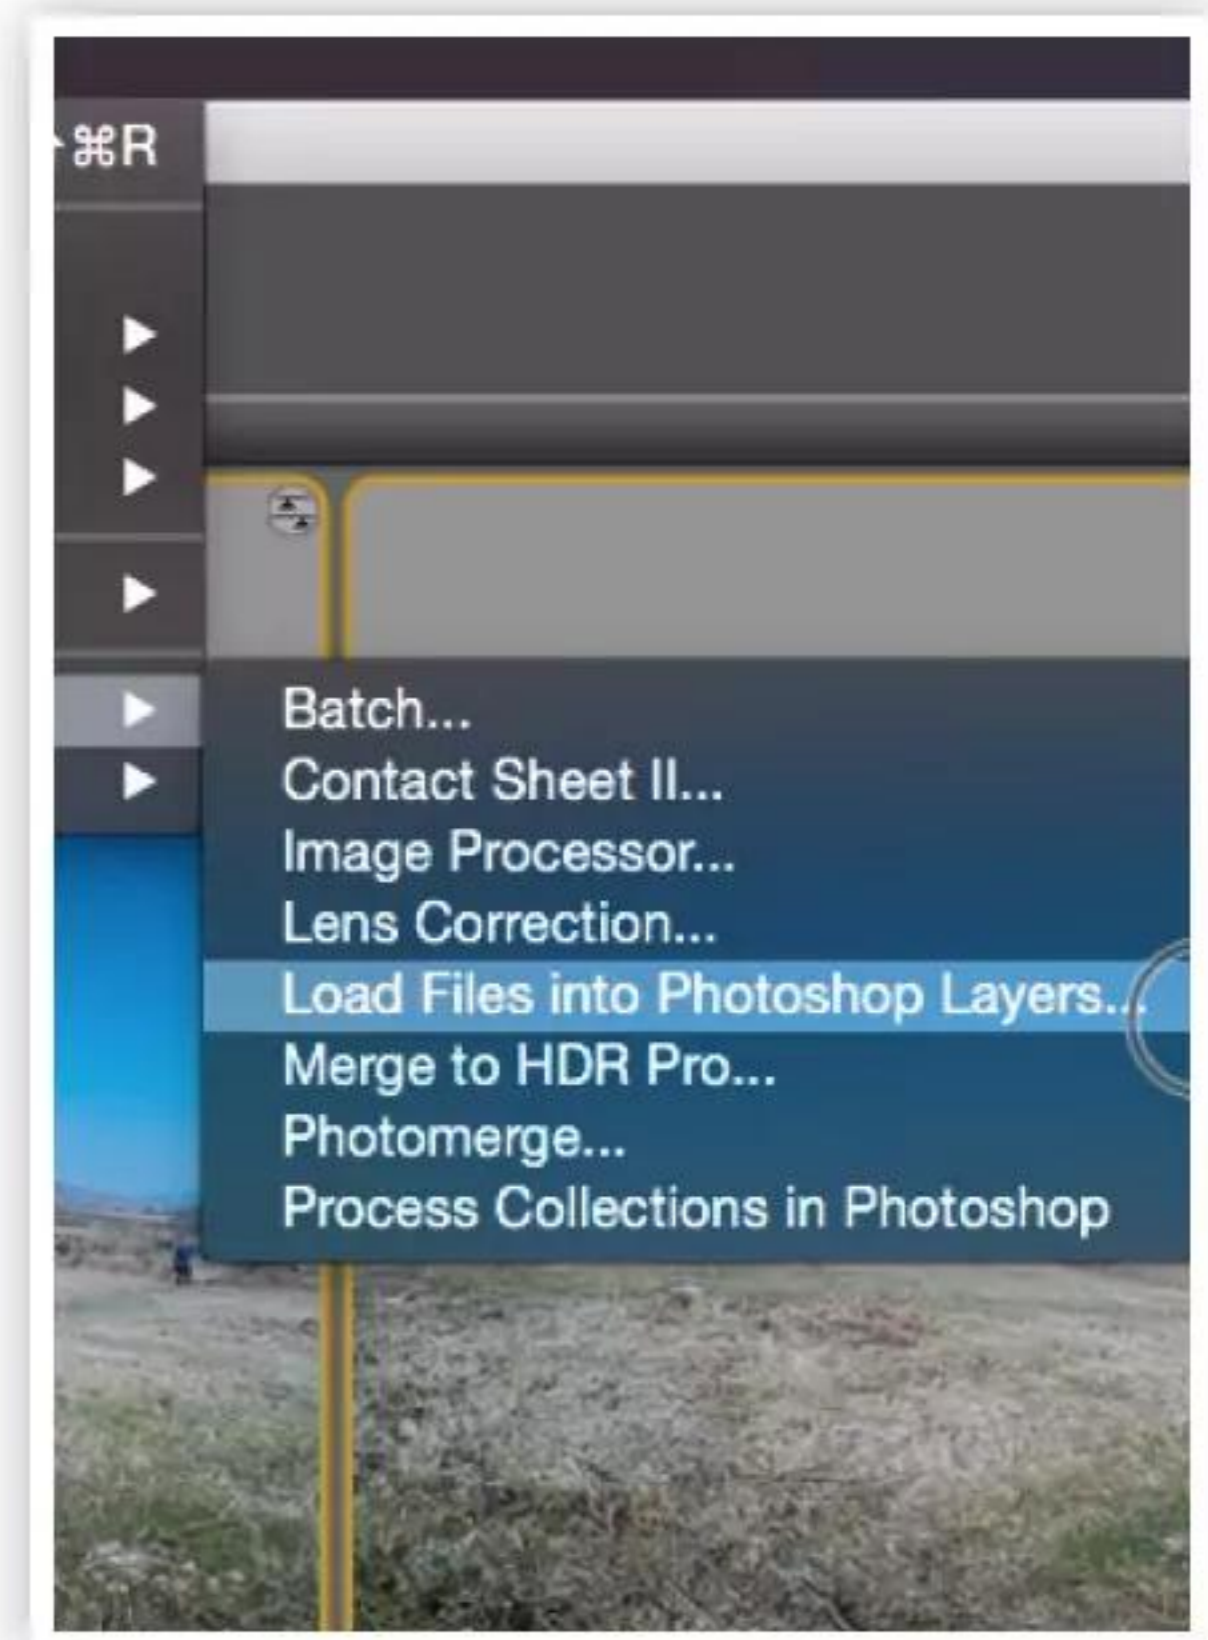 ⌘R
Batch...
Contact Sheet II...
Image Processor...
Lens Correction...
Load Files into Photoshop Layers...
Merge to HDR Pro...
Photomerge...
Process Collections in Photoshop